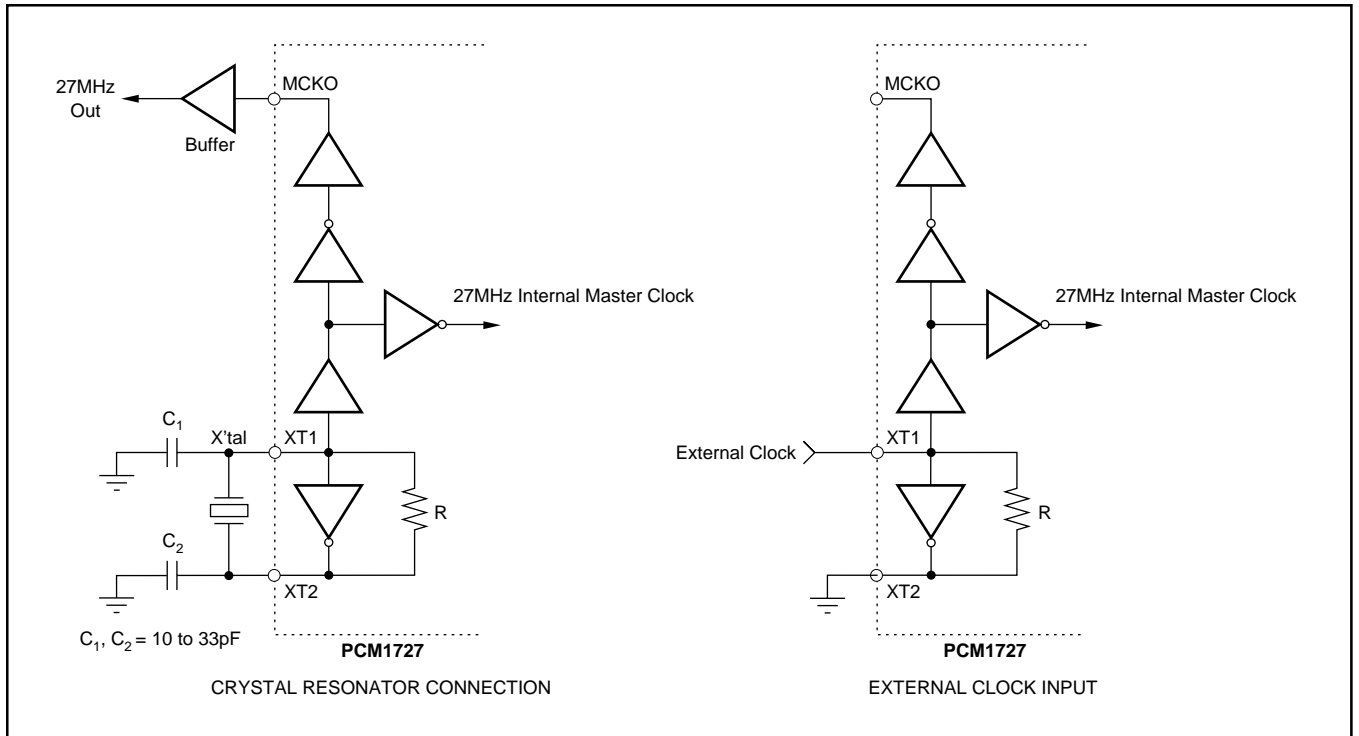 MCKO
27MHz
Out
Buffer
27MHz Internal Master Clock
C1
X'tal
XT1
R
C2
XT2
C1, C2 = 10 to 33pF
PCM1727
CRYSTAL RESONATOR CONNECTION
MCKO
27MHz Internal Master Clock
External Clock
XT1
R
XT2
PCM1727
EXTERNAL CLOCK INPUT